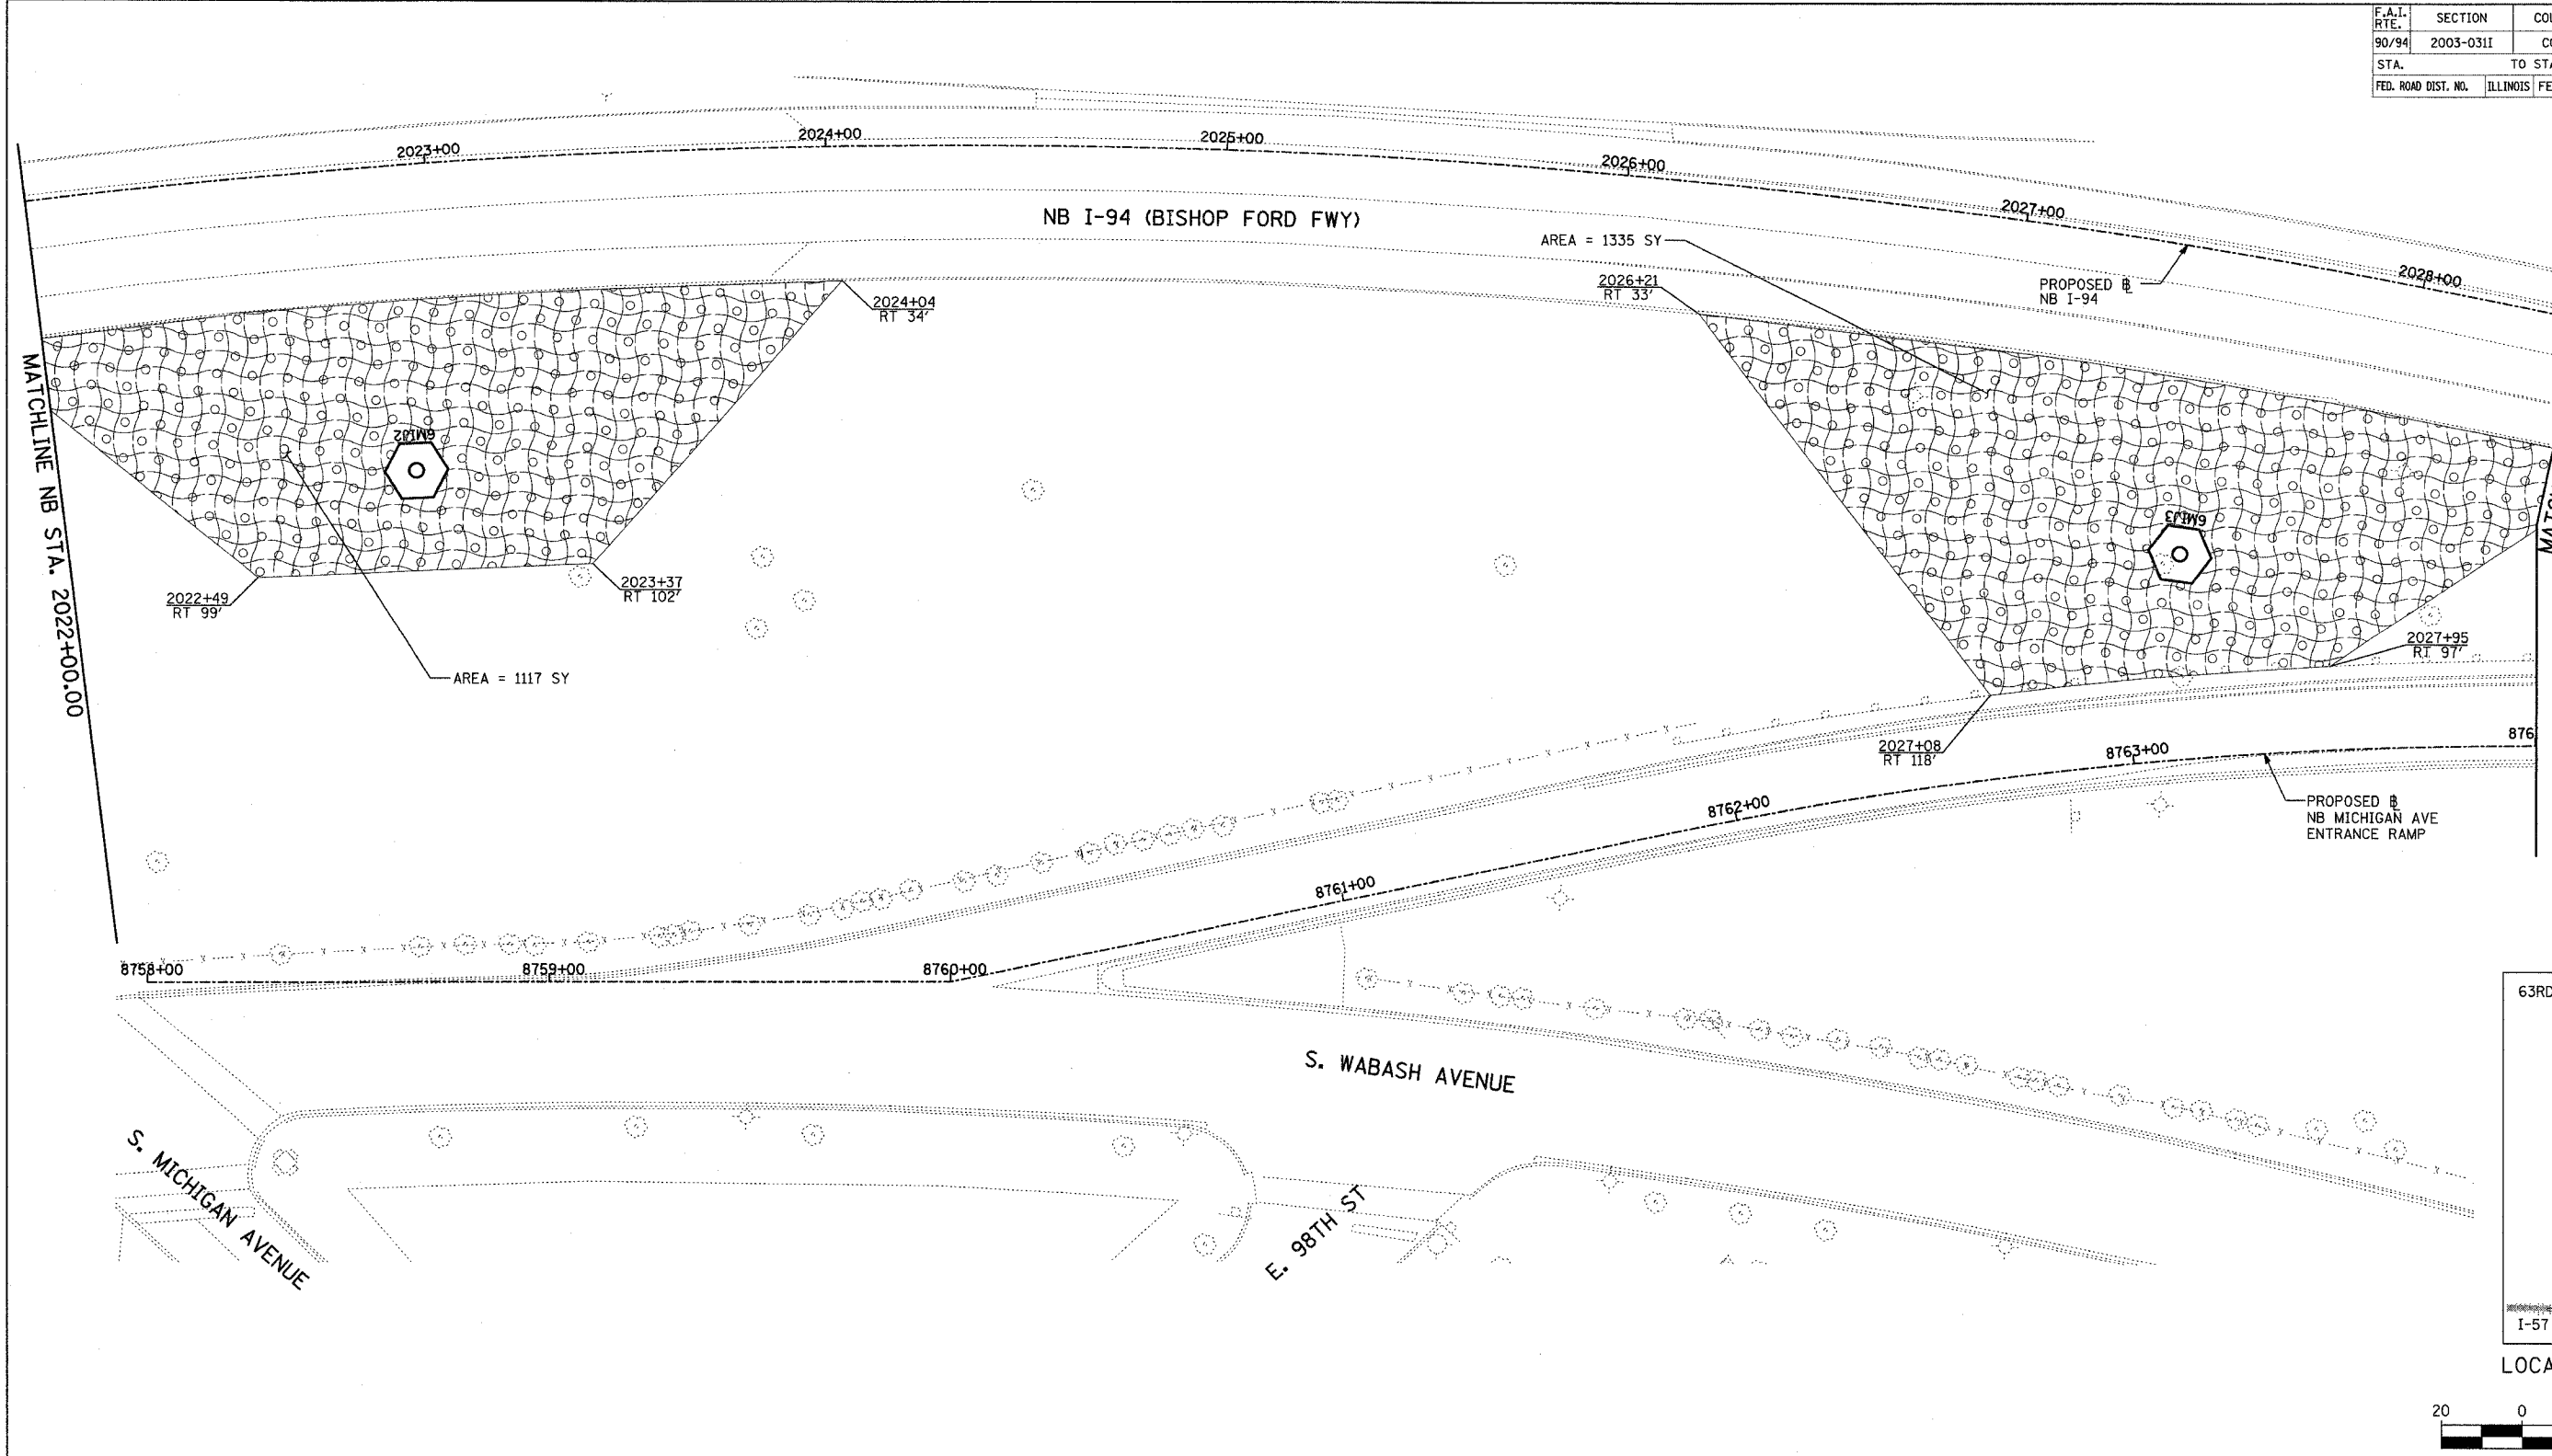 F.A.I.
RTE.
SECTION
90/94
2003-031I
STA.
TO STA
FED. ROAD DIST. NO.
ILLINOIS
2023+00
2024+00
2025+00
2026+00
2027+00
2028+00
NB I-94 (BISHOP FORD FWY)
AREA = 1335 SY
2024+04
RT 34'
2026+21
RT 33'
PROPOSED BL
NB I-94
MATCHLINE NB STA. 2022+00.00
6MIJ2
6MIJ3
2022+49
RT 99'
2023+37
RT 102'
AREA = 1117 SY
2027+95
RT 97'
2027+08
RT 118'
8763+00
876
8762+00
PROPOSED BL
NB MICHIGAN AVE
ENTRANCE RAMP
8761+00
8758+00
8759+00
8760+00
63RD
S. WABASH AVENUE
S. MICHIGAN AVENUE
E. 98TH ST
I-57
LOCA
20 0